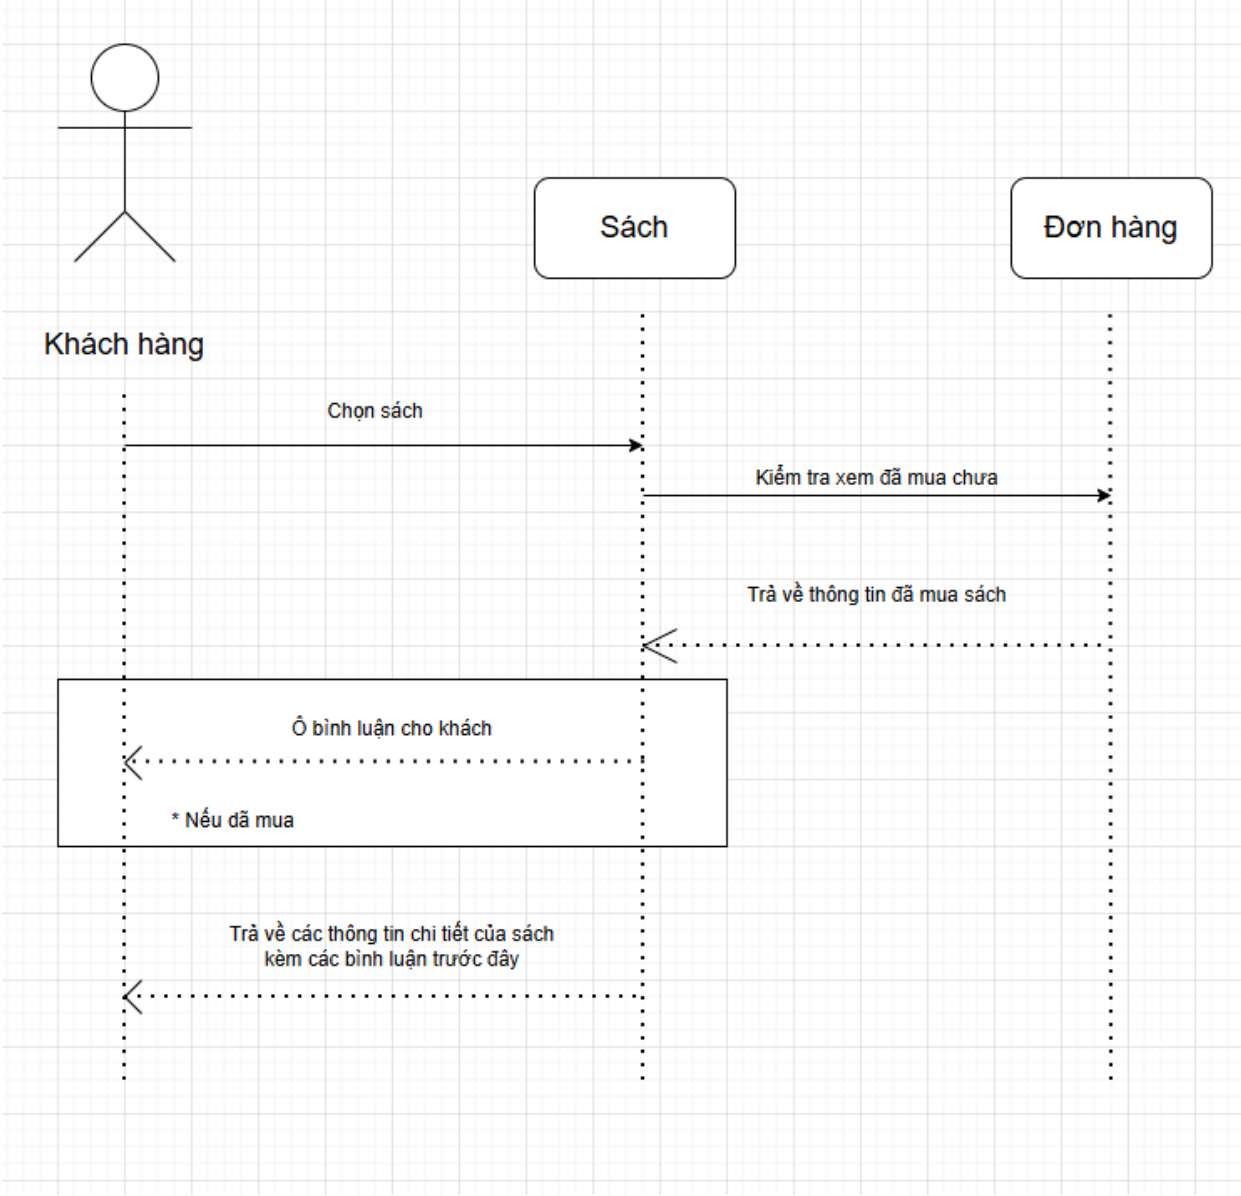 Sách
Đơn hàng
Khách hàng
Chọn sách
Kiểm tra xem đã mua chưa
Trả về thông tin đã mua sách
Ô bình luận cho khách
* Nếu dã mua
Trả về các thông tin chi tiết của sách
kèm các bình luận trước đây